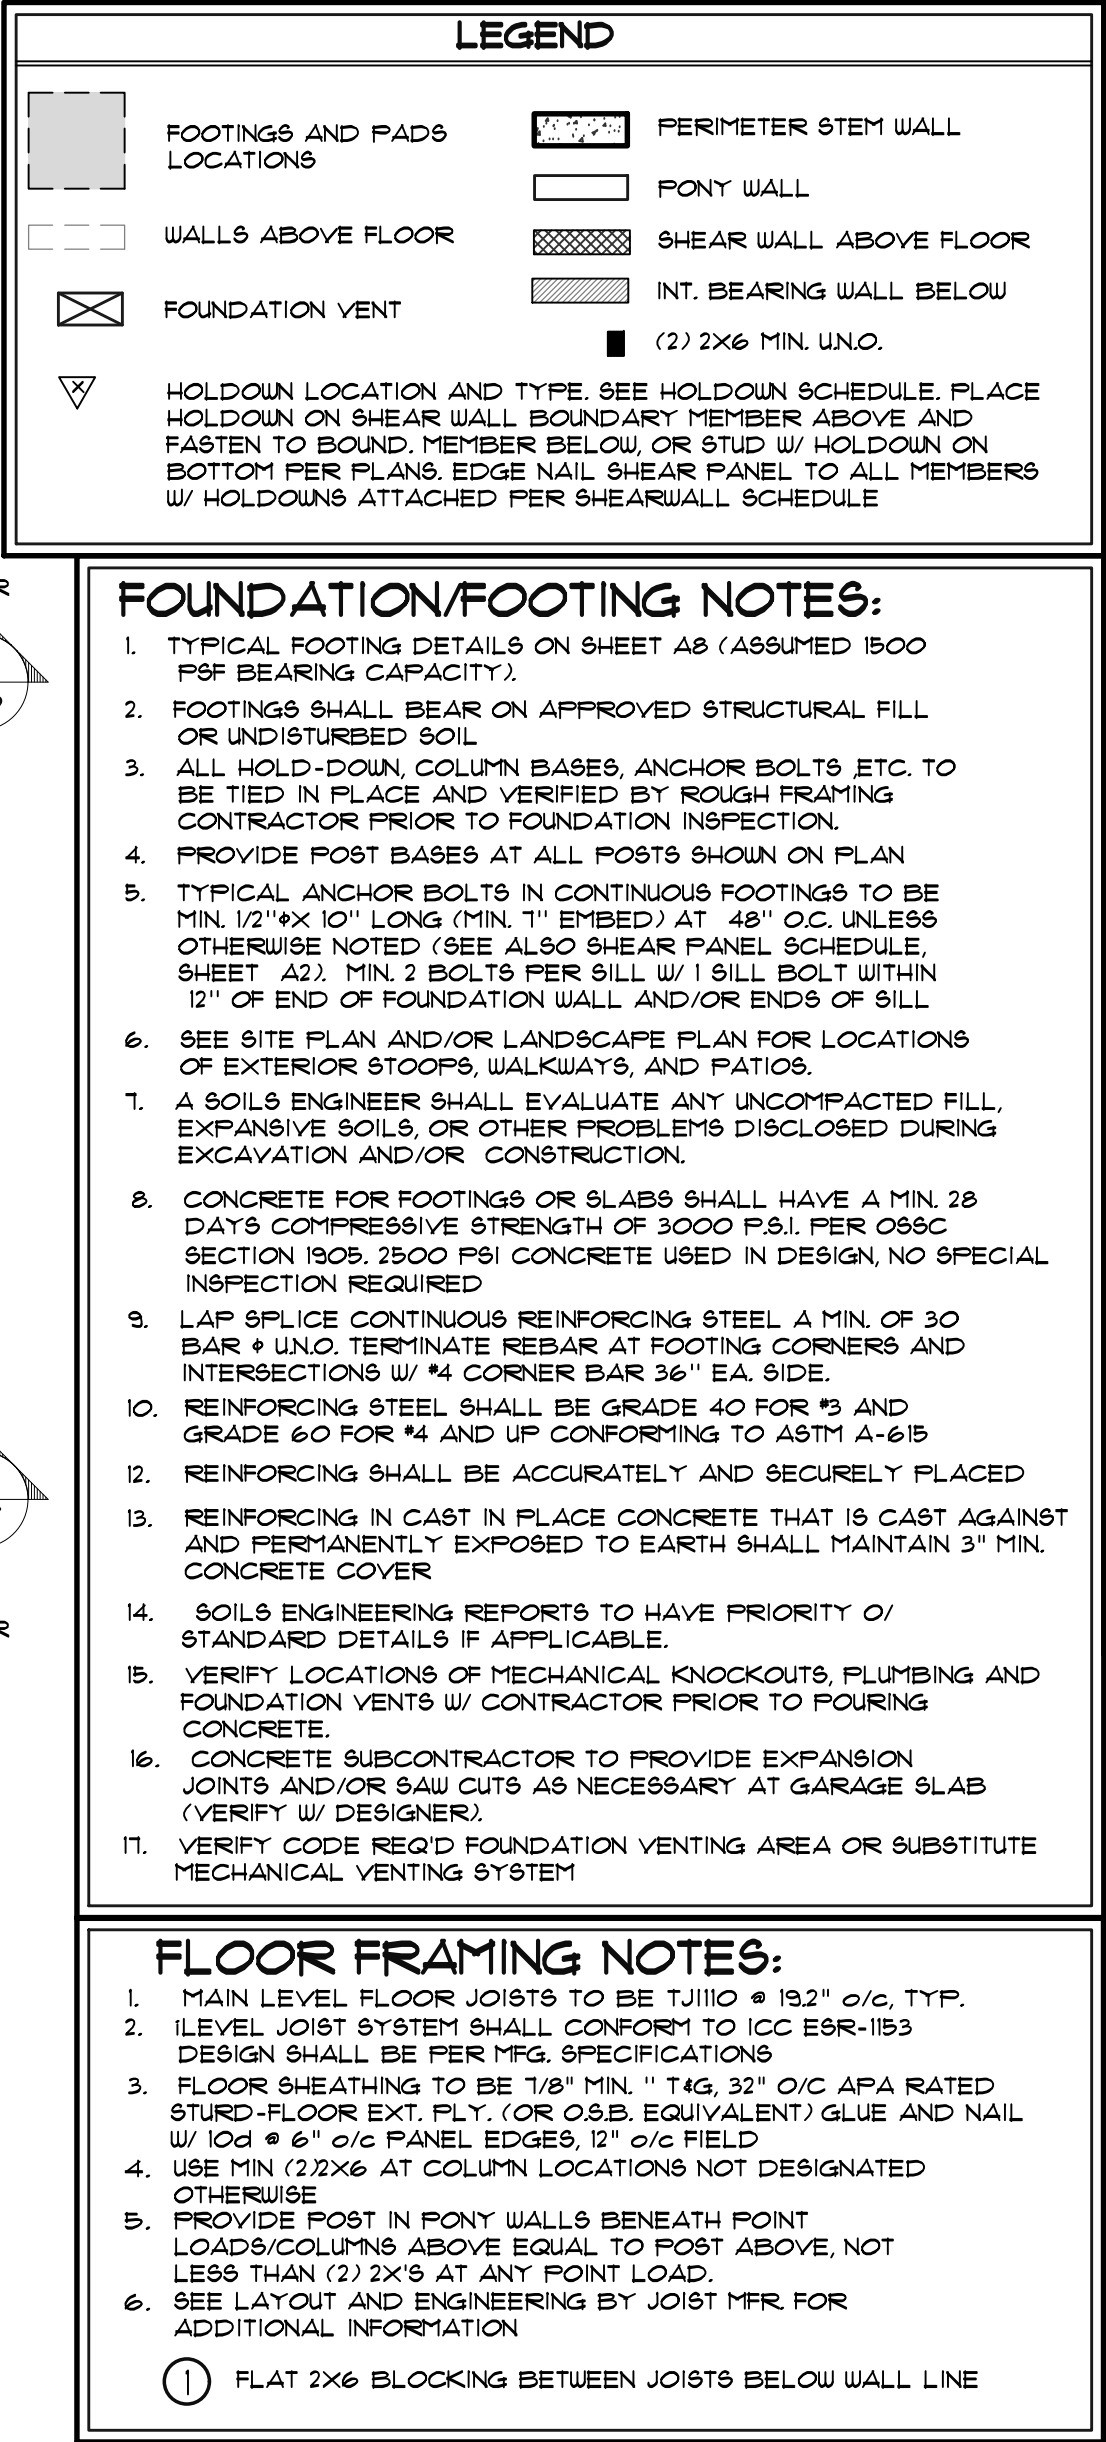 LEGEND
FOOTINGS AND PADS
LOCATIONS
WALLS ABOVE FLOOR
FOUNDATION VENT
PERIMETER STEM WALL
PONY WALL
SHEAR WALL ABOVE FLOOR
INT. BEARING WALL BELOW
(2) 2X6 MIN. U.N.O.
X
HOLDOWN LOCATION AND TYPE. SEE HOLDOWN SCHEDULE. PLACE
HOLDOWN ON SHEAR WALL BOUNDARY MEMBER ABOVE AND
FASTEN TO BOUND. MEMBER BELOW, OR STUD W/ HOLDOWN ON
BOTTOM PER PLANS. EDGE NAIL SHEAR PANEL TO ALL MEMBERS
W/ HOLDOWNS ATTACHED PER SHEARWALL SCHEDULE
R
R
FOUNDATION/FOOTING NOTES:
1. TYPICAL FOOTING DETAILS ON SHEET A8 (ASSUMED 1500
PSF BEARING CAPACITY).
2. FOOTINGS SHALL BEAR ON APPROVED STRUCTURAL FILL
OR UNDISTURBED SOIL
3. ALL HOLD-DOWN, COLUMN BASES, ANCHOR BOLTS ,ETC. TO
BE TIED IN PLACE AND VERIFIED BY ROUGH FRAMING
CONTRACTOR PRIOR TO FOUNDATION INSPECTION.
4. PROVIDE POST BASES AT ALL POSTS SHOWN ON PLAN
5. TYPICAL ANCHOR BOLTS IN CONTINUOUS FOOTINGS TO BE
MIN. 1/2"ΦX 10" LONG (MIN. 7" EMBED) AT 48" O.C. UNLESS
OTHERWISE NOTED (SEE ALSO SHEAR PANEL SCHEDULE,
SHEET A2). MIN. 2 BOLTS PER SILL W/ 1 SILL BOLT WITHIN
12" OF END OF FOUNDATION WALL AND/OR ENDS OF SILL
6. SEE SITE PLAN AND/OR LANDSCAPE PLAN FOR LOCATIONS
OF EXTERIOR STOOPS, WALKWAYS, AND PATIOS.
7. A SOILS ENGINEER SHALL EVALUATE ANY UNCOMPACTED FILL,
EXPANSIVE SOILS, OR OTHER PROBLEMS DISCLOSED DURING
EXCAVATION AND/OR CONSTRUCTION.
8. CONCRETE FOR FOOTINGS OR SLABS SHALL HAVE A MIN. 28
DAYS COMPRESSIVE STRENGTH OF 3000 P.S.I. PER OSSC
SECTION 1905. 2500 PSI CONCRETE USED IN DESIGN, NO SPECIAL
INSPECTION REQUIRED
9. LAP SPLICE CONTINUOUS REINFORCING STEEL A MIN. OF 30
BAR Φ U.N.O. TERMINATE REBAR AT FOOTING CORNERS AND
INTERSECTIONS W/ #4 CORNER BAR 36" EA. SIDE.
10. REINFORCING STEEL SHALL BE GRADE 40 FOR #3 AND
GRADE 60 FOR #4 AND UP CONFORMING TO ASTM A-615
12. REINFORCING SHALL BE ACCURATELY AND SECURELY PLACED
13. REINFORCING IN CAST IN PLACE CONCRETE THAT IS CAST AGAINST
AND PERMANENTLY EXPOSED TO EARTH SHALL MAINTAIN 3" MIN.
CONCRETE COVER
14. SOILS ENGINEERING REPORTS TO HAVE PRIORITY O/
STANDARD DETAILS IF APPLICABLE.
15. VERIFY LOCATIONS OF MECHANICAL KNOCKOUTS, PLUMBING AND
FOUNDATION VENTS W/ CONTRACTOR PRIOR TO POURING
CONCRETE.
16. CONCRETE SUBCONTRACTOR TO PROVIDE EXPANSION
JOINTS AND/OR SAW CUTS AS NECESSARY AT GARAGE SLAB
(VERIFY W/ DESIGNER).
17. VERIFY CODE REQ'D FOUNDATION VENTING AREA OR SUBSTITUTE
MECHANICAL VENTING SYSTEM
FLOOR FRAMING NOTES:
1. MAIN LEVEL FLOOR JOISTS TO BE TJI110 @ 19.2" o/c, TYP.
2. iLEVEL JOIST SYSTEM SHALL CONFORM TO ICC ESR-1153
DESIGN SHALL BE PER MFG. SPECIFICATIONS
3. FLOOR SHEATHING TO BE 7/8" MIN. " T&G, 32" O/C APA RATED
STURD-FLOOR EXT. PLY. (OR O.S.B. EQUIVALENT) GLUE AND NAIL
W/ 10d @ 6" o/c PANEL EDGES, 12" o/c FIELD
4. USE MIN (2)2X6 AT COLUMN LOCATIONS NOT DESIGNATED
OTHERWISE
5. PROVIDE POST IN PONY WALLS BENEATH POINT
LOADS/COLUMNS ABOVE EQUAL TO POST ABOVE, NOT
LESS THAN (2) 2X'S AT ANY POINT LOAD.
6. SEE LAYOUT AND ENGINEERING BY JOIST MFR. FOR
ADDITIONAL INFORMATION
1 FLAT 2X6 BLOCKING BETWEEN JOISTS BELOW WALL LINE